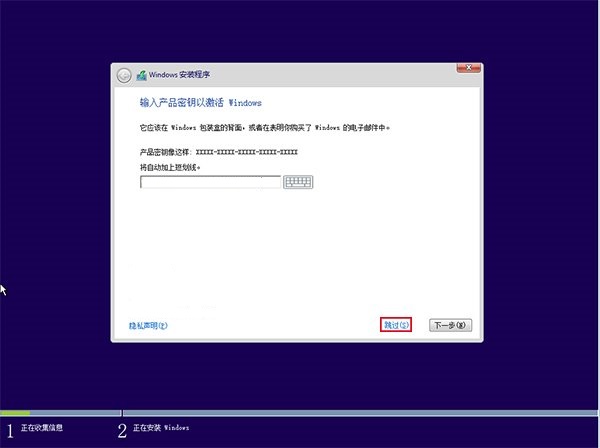 Windows 安装程序
输入产品密钥以激活 Windows
它应该在 Windows 包装盒的背面，或者在表明你购买了 Windows 的电子邮件中。
产品密钥像这样: XXXXX-XXXXX-XXXXX-XXXXX-XXXXX
将自动加上短划线。
隐私声明(P)
跳过(S)
下一步(N)
1 正在收集信息
2 正在安装 Windows